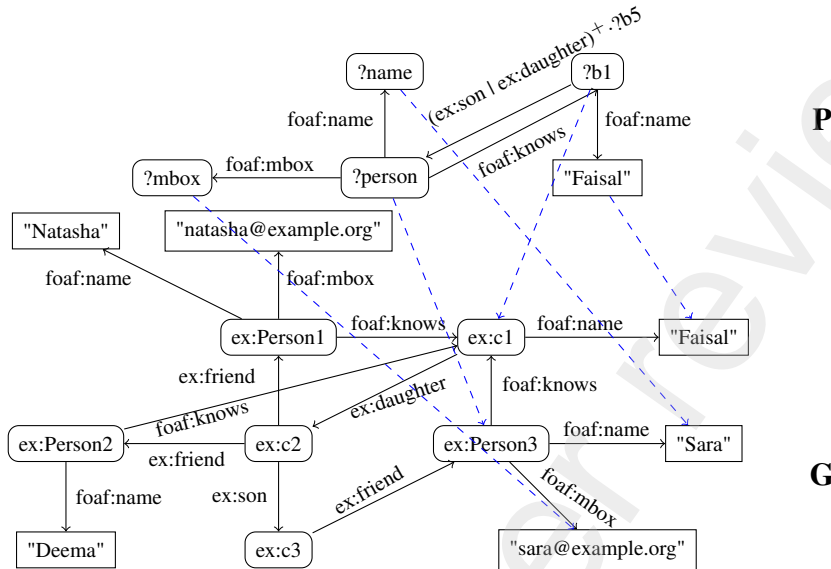 (ex:son | ex:daughter)⁺·?b5
?name
?b1
P
foaf:name
foaf:knows
foaf:name
foaf:mbox
?mbox
?person
"Faisal"
"Natasha"
"natasha@example.org"
foaf:name
foaf:mbox
ex:Person1
foaf:knows
ex:c1
foaf:name
"Faisal"
ex:friend
foaf:knows
ex:daughter
foaf:knows
ex:Person2
ex:friend
ex:c2
ex:Person3
foaf:name
"Sara"
foaf:name
ex:son
ex:friend
foaf:mbox
G
"Deema"
ex:c3
"sara@example.org"
er review